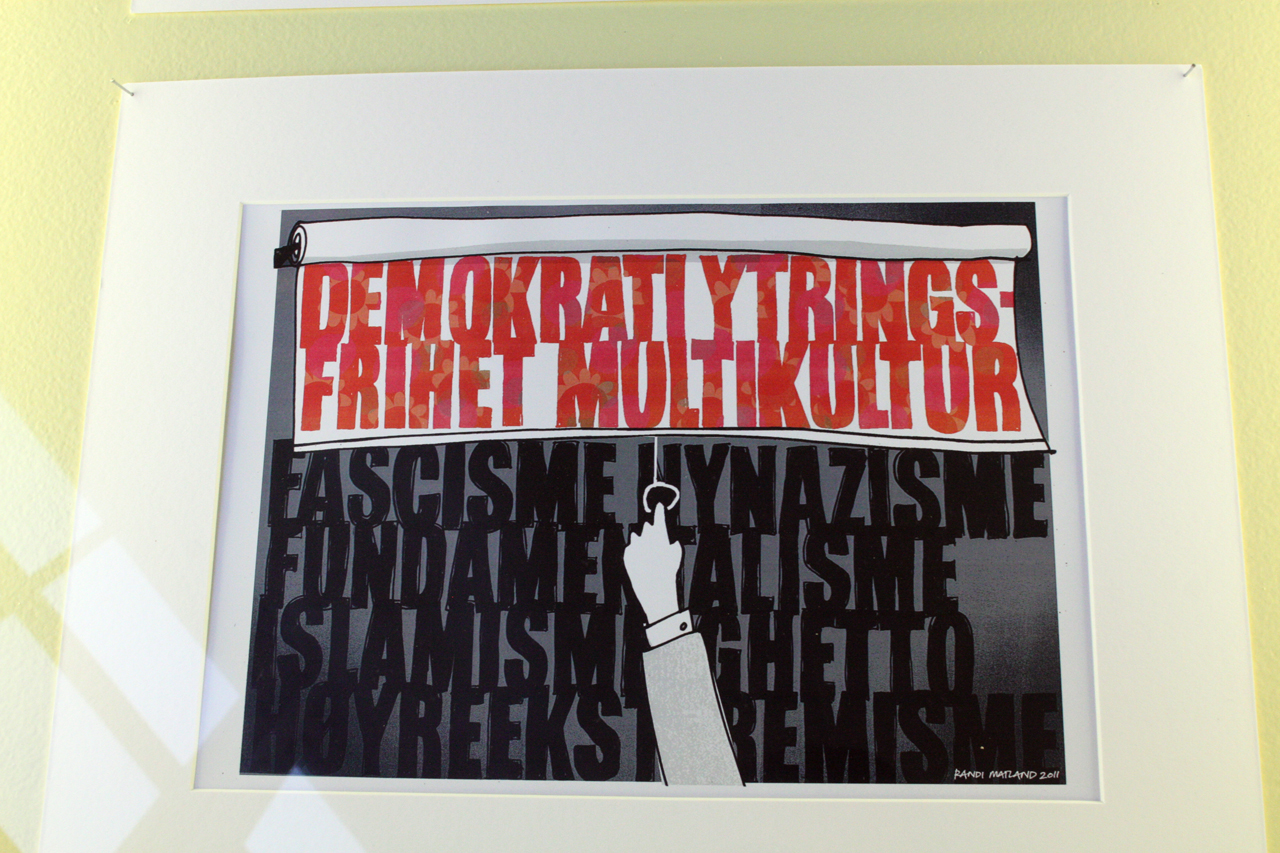 DEMOKRATI YTRINGS-
FRIHET MULTIKULTUR
FASCISME NYNAZISME
FUNDAMENTALISME
ISLAMISME GHETTO
HØYREEKSTREMISME
RANDI MATLAND 2011